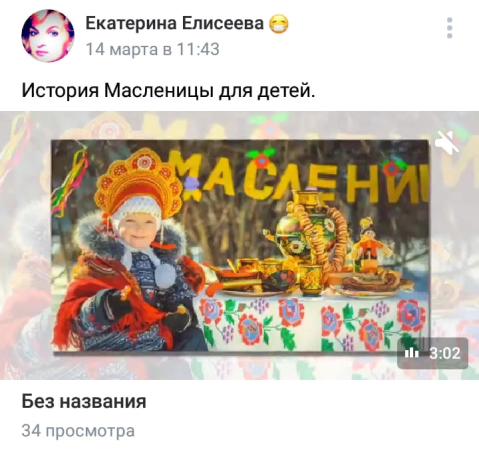 Екатерина Елисеева
14 марта в 11:43
История Масленицы для детей.
МАСЛЕНИ
3:02
Без названия
34 просмотра